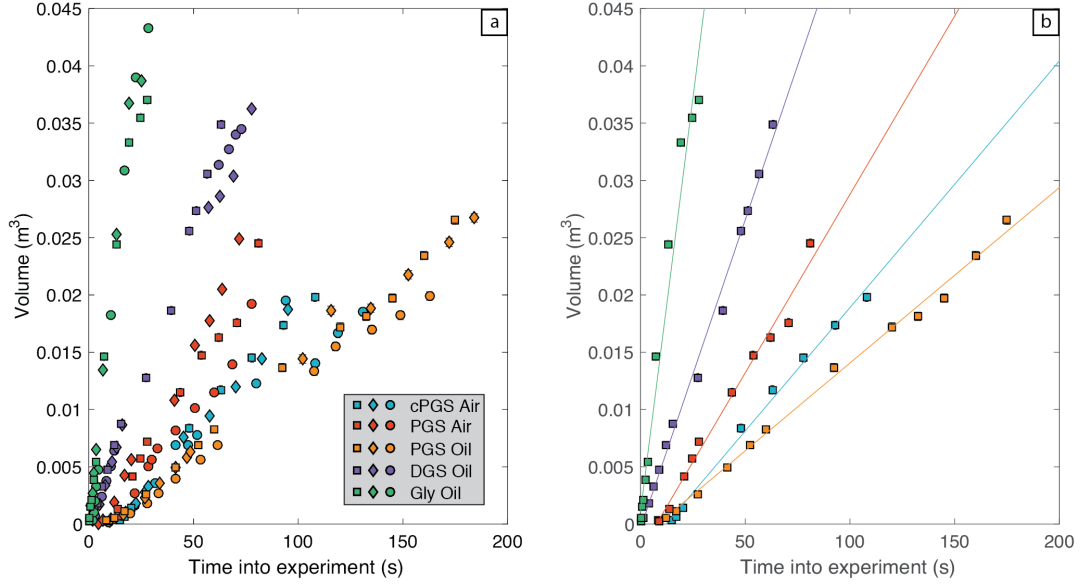 a
0.045
0.04
0.035
0.03
0.025
0.02
0.015
0.01
0.005
0
Volume (m³)
0 50 100 150 200
Time into experiment (s)
cPGS Air
PGS Air
PGS Oil
DGS Oil
Gly Oil
b
0.045
0.04
0.035
0.03
0.025
0.02
0.015
0.01
0.005
0
Volume (m³)
0 50 100 150 200
Time into experiment (s)